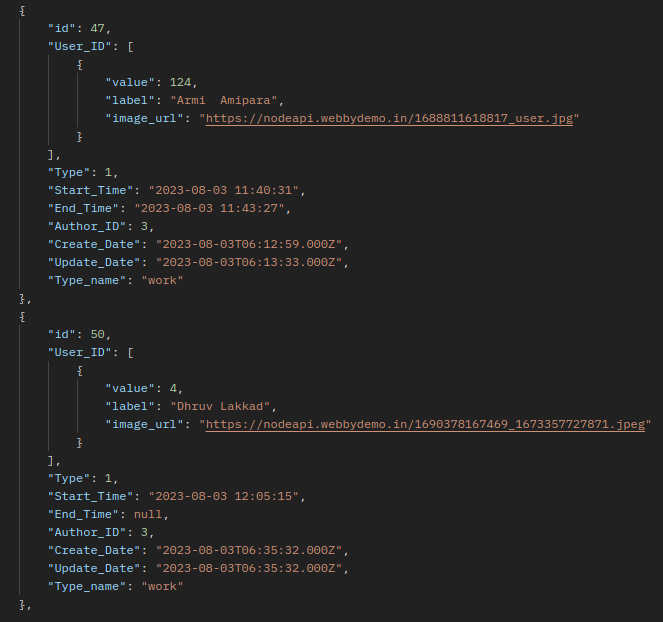 {
"id": 47,
"User_ID": [
{
"value": 124,
"label": "Armi  Amipara",
"image_url": "https://nodeapi.webbydemo.in/1688811618817_user.jpg"
}
],
"Type": 1,
"Start_Time": "2023-08-03 11:40:31",
"End_Time": "2023-08-03 11:43:27",
"Author_ID": 3,
"Create_Date": "2023-08-03T06:12:59.000Z",
"Update_Date": "2023-08-03T06:13:33.000Z",
"Type_name": "work"
},
{
"id": 50,
"User_ID": [
{
"value": 4,
"label": "Dhruv Lakkad",
"image_url": "https://nodeapi.webbydemo.in/1690378167469_1673357727871.jpeg"
}
],
"Type": 1,
"Start_Time": "2023-08-03 12:05:15",
"End_Time": null,
"Author_ID": 3,
"Create_Date": "2023-08-03T06:35:32.000Z",
"Update_Date": "2023-08-03T06:35:32.000Z",
"Type_name": "work"
},